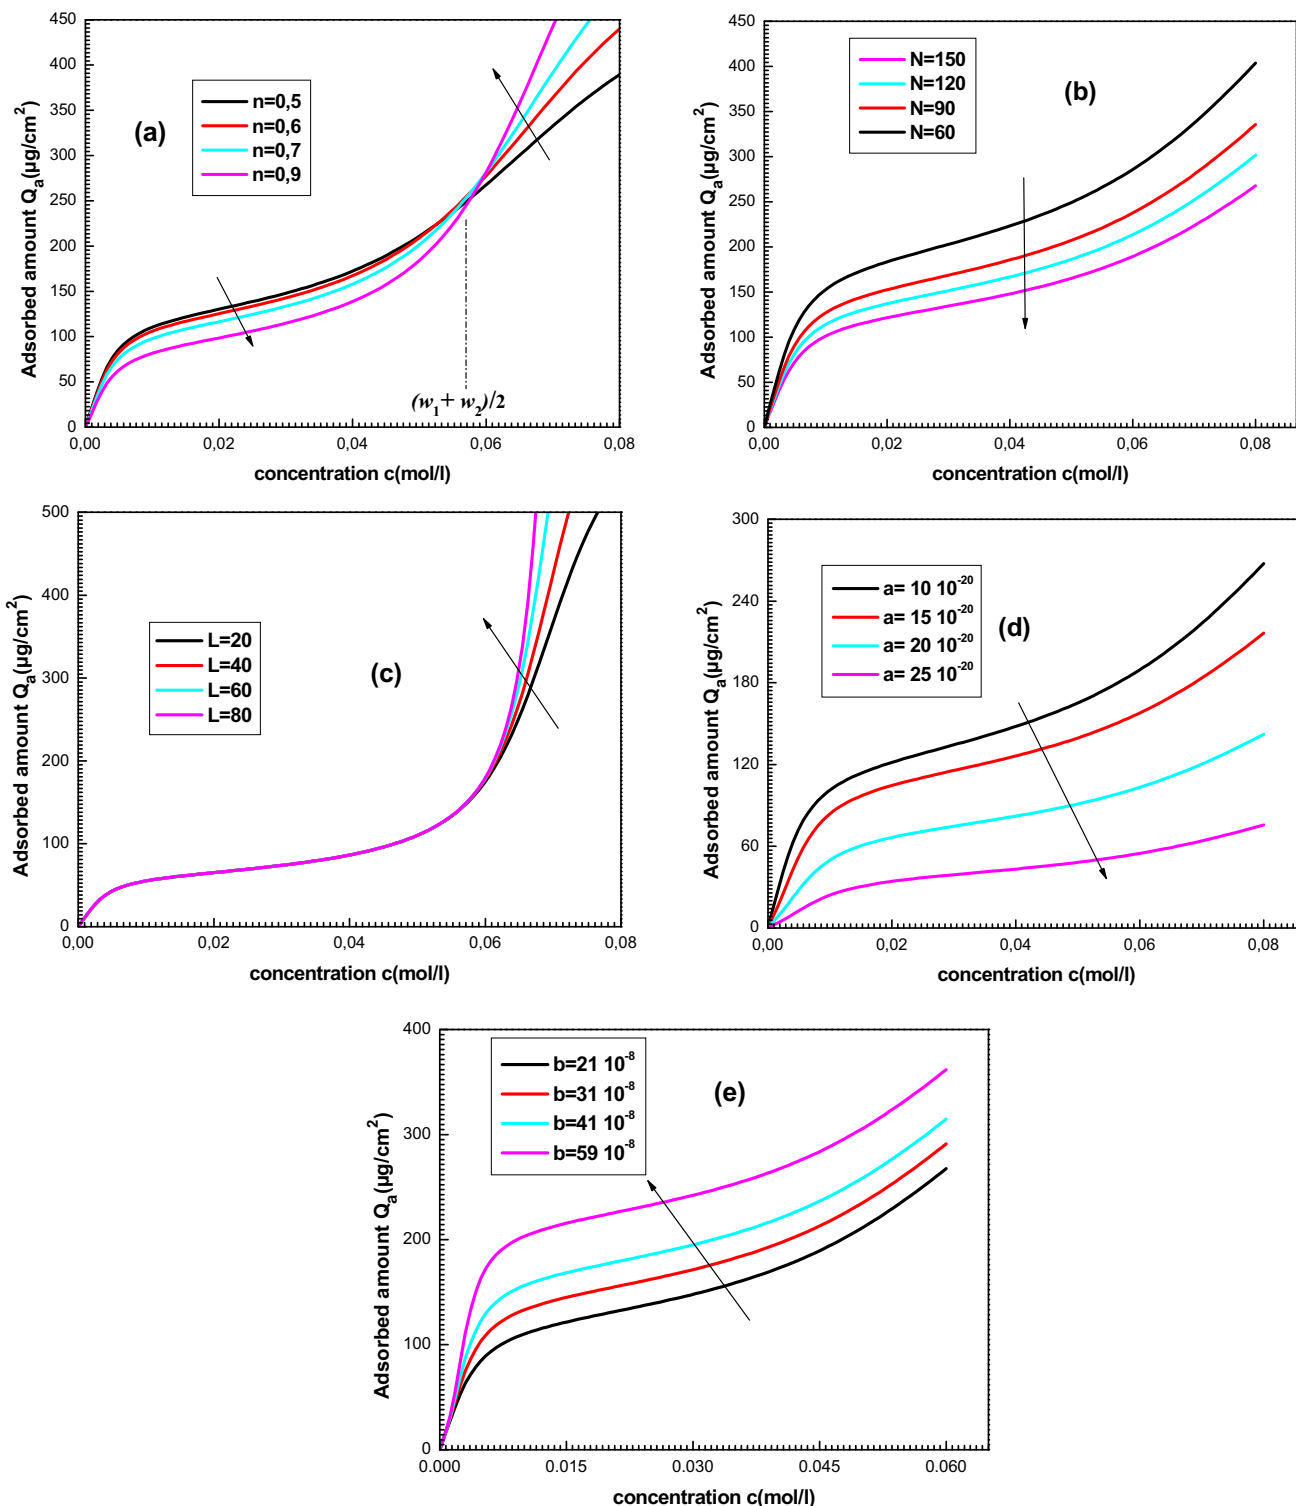 Adsorbed amount Qa(µg/cm²)
450
400
350
300
250
200
150
100
50
0
n=0,5
n=0,6
n=0,7
n=0,9
(a)
(w₁+ w₂)/2
0,00
0,02
0,04
0,06
0,08
concentration c(mol/l)
Adsorbed amount Qa(µg/cm²)
450
400
350
300
250
200
150
100
50
0
N=150
N=120
N=90
N=60
(b)
0,00
0,02
0,04
0,06
0,08
concentration c(mol/l)
Adsorbed amount Qa(µg/cm²)
500
400
300
200
100
0
L=20
L=40
L=60
L=80
(c)
0,00
0,02
0,04
0,06
0,08
concentration c(mol/l)
Adsorbed amount Qa(µg/cm²)
300
240
180
120
60
0
a= 10 10⁻²⁰
a= 15 10⁻²⁰
a= 20 10⁻²⁰
a= 25 10⁻²⁰
(d)
0,00
0,02
0,04
0,06
0,08
concentration c(mol/l)
Adsorbed amount Qa(µg/cm²)
400
300
200
100
0
b=21 10⁻⁸
b=31 10⁻⁸
b=41 10⁻⁸
b=59 10⁻⁸
(e)
0.000
0.015
0.030
0.045
0.060
concentration c(mol/l)